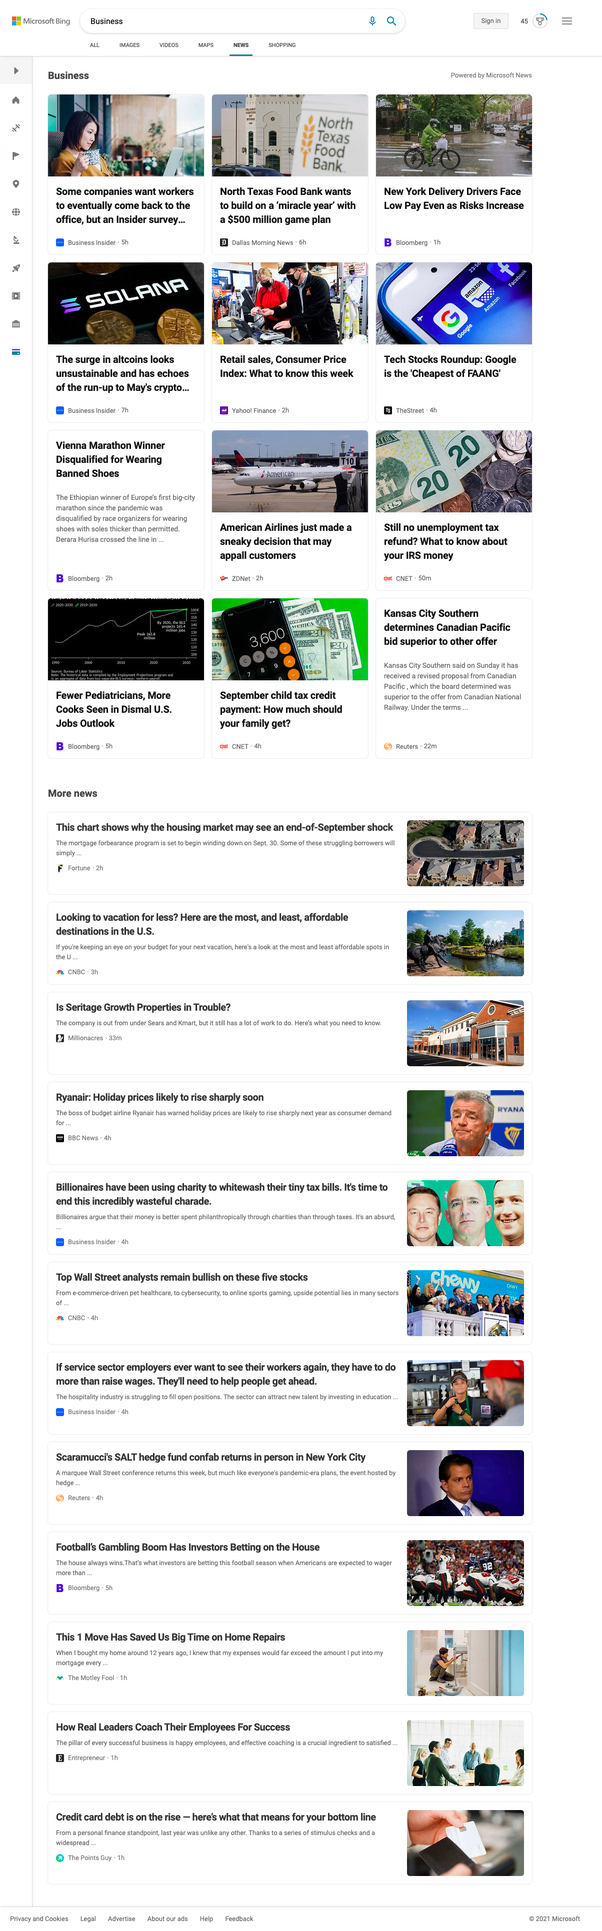 Microsoft Bing
Business
Sign in
45
ALL IMAGES VIDEOS MAPS NEWS SHOPPING
Business
Powered by Microsoft News
North
Texas
Food
Bank
Some companies want workers
to eventually come back to the
office, but an Insider survey...
Business Insider · 5h
North Texas Food Bank wants
to build on a ‘miracle year’ with
a $500 million game plan
Dallas Morning News · 6h
New York Delivery Drivers Face
Low Pay Even as Risks Increase
Bloomberg · 1h
SOLANA
Google
amazon
Amazon
Facebook
The surge in altcoins looks
unsustainable and has echoes
of the run-up to May's crypto...
Business Insider · 7h
Retail sales, Consumer Price
Index: What to know this week
Yahoo! Finance · 2h
Tech Stocks Roundup: Google
is the 'Cheapest of FAANG'
TheStreet · 4h
Vienna Marathon Winner
Disqualified for Wearing
Banned Shoes
The Ethiopian winner of Europe's first big-city
marathon since the pandemic was
disqualified by race organizers for wearing
shoes with soles thicker than permitted.
Derara Hurisa crossed the line in ...
Bloomberg · 2h
T10
American
American Airlines just made a
sneaky decision that may
appall customers
ZDNet · 2h
20
20
Still no unemployment tax
refund? What to know about
your IRS money
CNET · 50m
Fewer Pediatricians, More
Cooks Seen in Dismal U.S.
Jobs Outlook
Bloomberg · 5h
3,600
September child tax credit
payment: How much should
your family get?
CNET · 4h
Kansas City Southern
determines Canadian Pacific
bid superior to other offer
Kansas City Southern said on Sunday it has
received a revised proposal from Canadian
Pacific , which the board determined was
superior to the offer from Canadian National
Railway. Under the terms ...
Reuters · 22m
More news
This chart shows why the housing market may see an end-of-September shock
The mortgage forbearance program is set to begin winding down on Sept. 30. Some of these struggling borrowers will
simply ...
Fortune · 2h
Looking to vacation for less? Here are the most, and least, affordable
destinations in the U.S.
If you're keeping an eye on your budget for your next vacation, here's a look at the most and least affordable spots in
the U ...
CNBC · 3h
Is Seritage Growth Properties in Trouble?
The company is out from under Sears and Kmart, but it still has a lot of work to do. Here's what you need to know.
Millionacres · 33m
Ryanair: Holiday prices likely to rise sharply soon
The boss of budget airline Ryanair has warned holiday prices are likely to rise sharply next year as consumer demand
for ...
BBC News · 4h
RYANA
Billionaires have been using charity to whitewash their tiny tax bills. It's time to
end this incredibly wasteful charade.
Billionaires argue that their money is better spent philanthropically through charities than through taxes. It's an absurd,
...
Business Insider · 4h
Top Wall Street analysts remain bullish on these five stocks
From e-commerce-driven pet healthcare, to cybersecurity, to online sports gaming, upside potential lies in many sectors
of ...
CNBC · 4h
chewy
If service sector employers ever want to see their workers again, they have to do
more than raise wages. They'll need to help people get ahead.
The hospitality industry is struggling to fill open positions. The sector can attract new talent by investing in education ...
Business Insider · 4h
Scaramucci's SALT hedge fund confab returns in person in New York City
A marquee Wall Street conference returns this week, but much like everyone's pandemic-era plans, the event hosted by
hedge ...
Reuters · 4h
Football's Gambling Boom Has Investors Betting on the House
The house always wins.That's what investors are betting this football season when Americans are expected to wager
more than ...
Bloomberg · 5h
92
This 1 Move Has Saved Us Big Time on Home Repairs
When I bought my home around 12 years ago, I knew that my expenses would far exceed the amount I put into my
mortgage every ...
The Motley Fool · 1h
How Real Leaders Coach Their Employees For Success
The pillar of every successful business is happy employees, and effective coaching is a crucial ingredient to satisfied ...
Entrepreneur · 1h
Credit card debt is on the rise — here's what that means for your bottom line
From a personal finance standpoint, last year was unlike any other. Thanks to a series of stimulus checks and a
widespread ...
The Points Guy · 1h
Privacy and Cookies Legal Advertise About our ads Help Feedback
© 2021 Microsoft